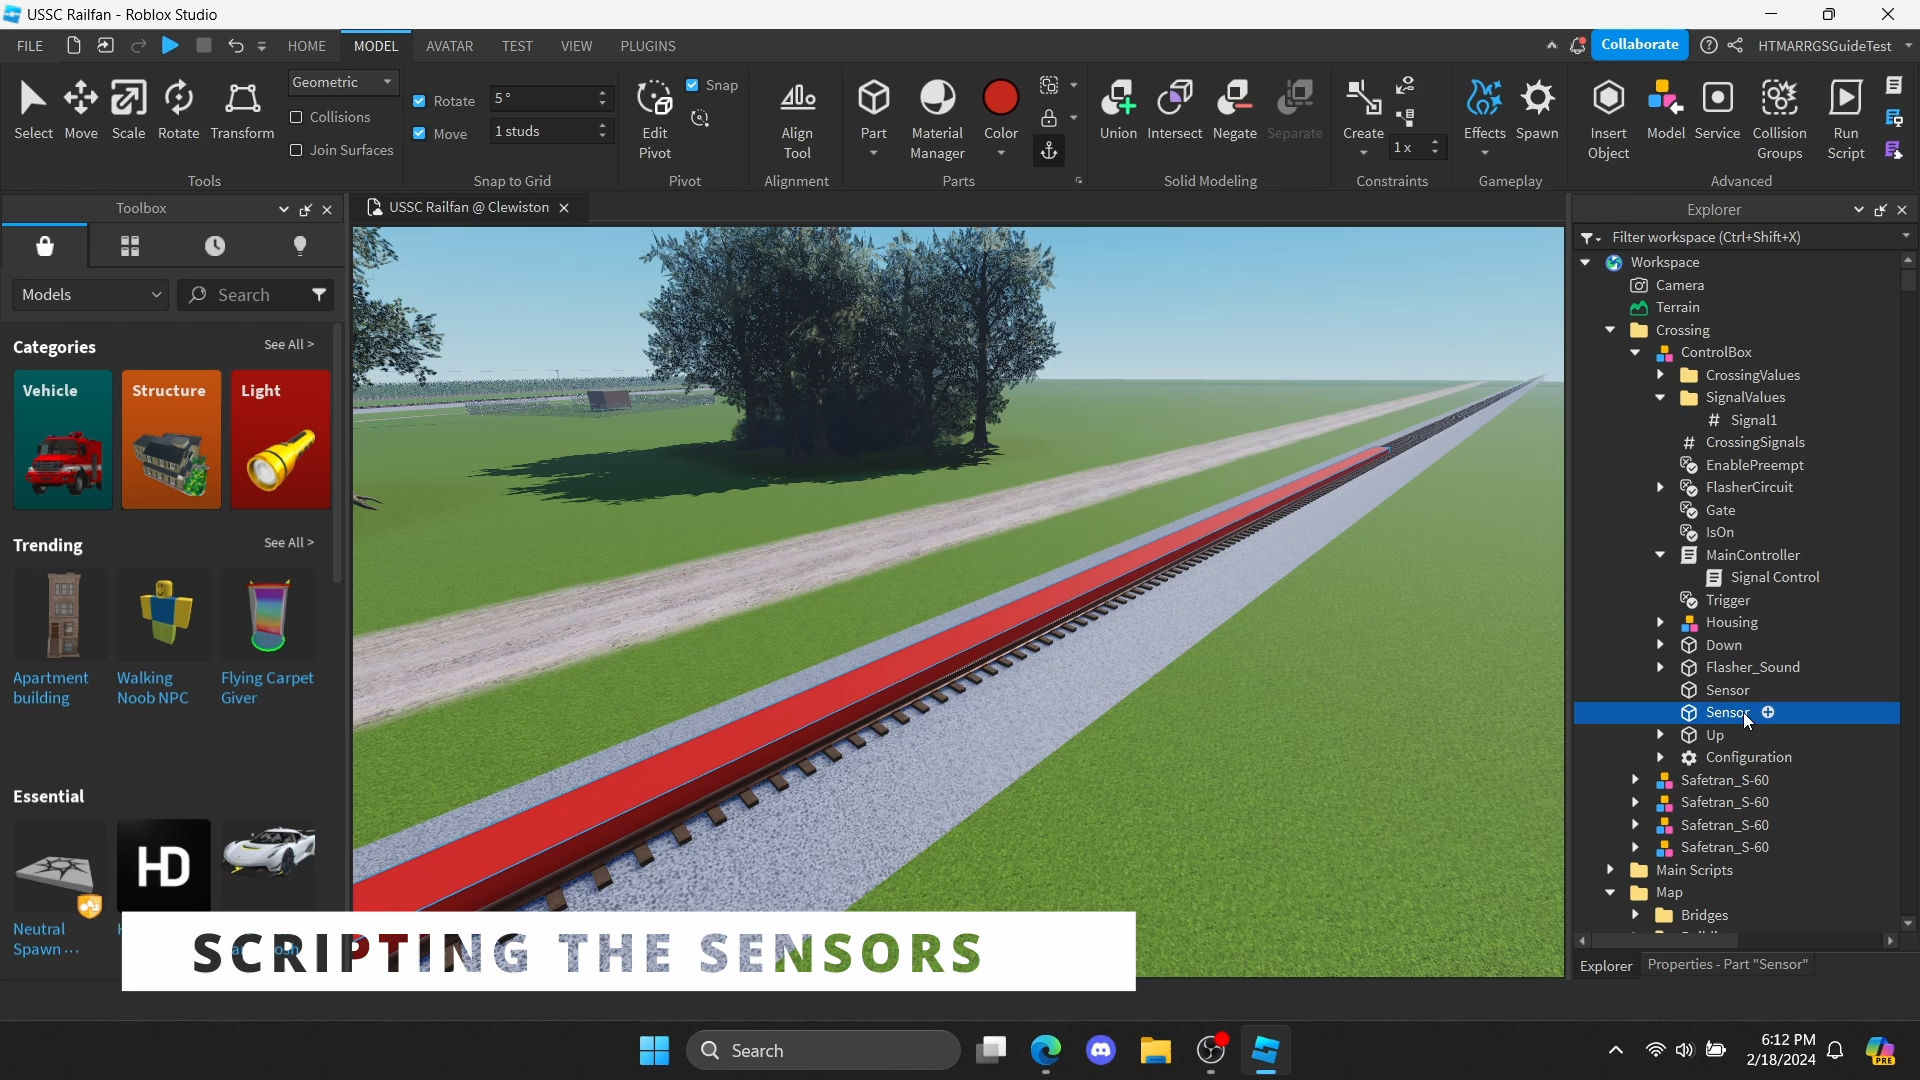 USSC Railfan - Roblox Studio
FILE HOME MODEL AVATAR TEST VIEW PLUGINS Collaborate HTMARRGSGuideTest
Select Move Scale Rotate Transform
Geometric
Collisions
Join Surfaces
Tools
Rotate 5°
Move 1 studs
Snap to Grid
Edit Pivot
Snap
Pivot
Align Tool
Alignment
Part Material Manager Color
Parts
Union Intersect Negate Separate
Solid Modeling
Create
1 x
Constraints
Effects Spawn
Gameplay
Insert Object Model Service Collision Groups Run Script
Advanced
Toolbox
Models
Search
Categories See All >
Vehicle Structure Light
Trending See All >
Apartment building
Walking Noob NPC
Flying Carpet Giver
Essential
HD
Neutral Spawn ...
USSC Railfan @ Clewiston
Explorer
Filter workspace (Ctrl+Shift+X)
Workspace
Camera
Terrain
Crossing
ControlBox
CrossingValues
SignalValues
Signal1
CrossingSignals
EnablePreempt
FlasherCircuit
Gate
IsOn
MainController
Signal Control
Trigger
Housing
Down
Flasher_Sound
Sensor
Sensor
Up
Configuration
Safetran_S-60
Safetran_S-60
Safetran_S-60
Safetran_S-60
Main Scripts
Map
Bridges
Explorer Properties - Part "Sensor"
SCRIPTING THE SENSORS
Search
6:12 PM
2/18/2024
PRE